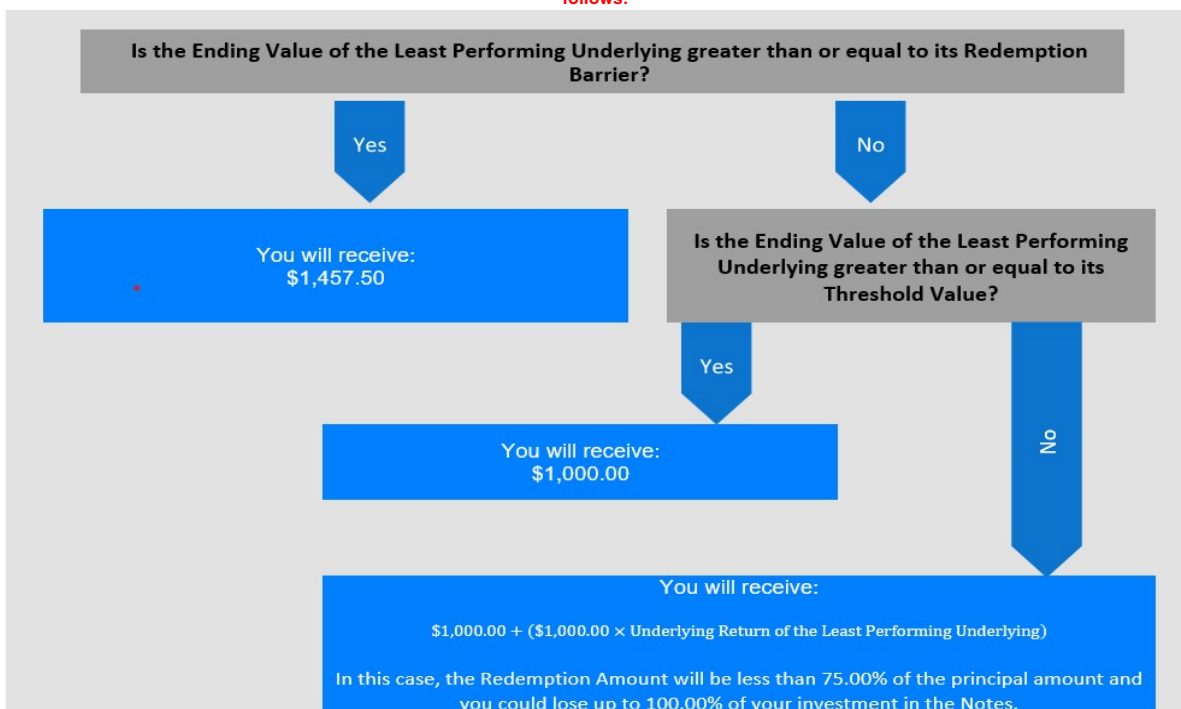 follows:
Is the Ending Value of the Least Performing Underlying greater than or equal to its Redemption
Barrier?
Yes
No
You will receive:
$1,457.50
Is the Ending Value of the Least Performing
Underlying greater than or equal to its
Threshold Value?
Yes
No
You will receive:
$1,000.00
You will receive:
$1,000.00 + ($1,000.00 × Underlying Return of the Least Performing Underlying)
In this case, the Redemption Amount will be less than 75.00% of the principal amount and
you could lose up to 100.00% of your investment in the Notes.